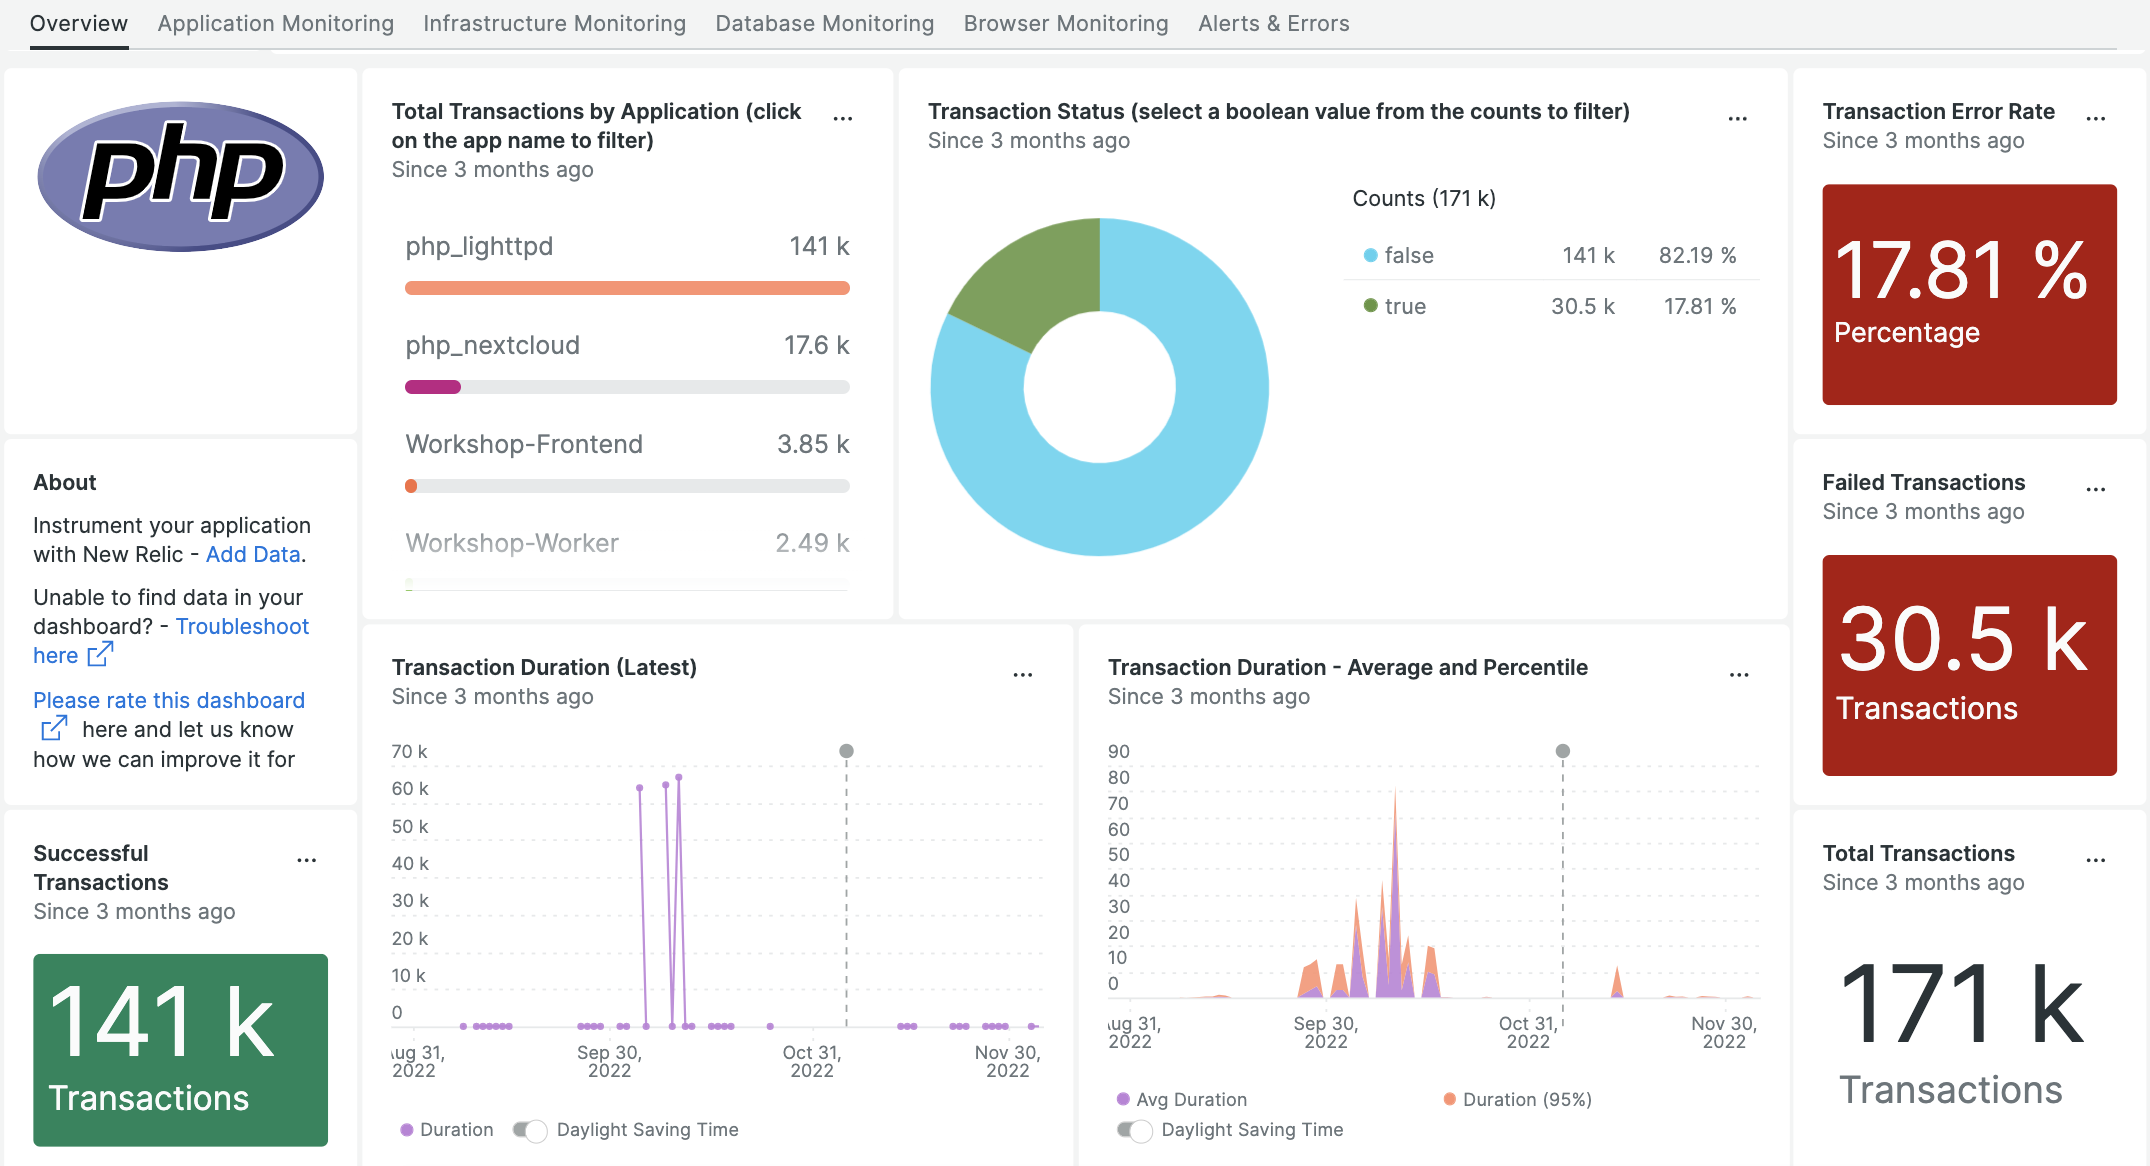 Overview Application Monitoring Infrastructure Monitoring Database Monitoring Browser Monitoring Alerts & Errors
php
About
Instrument your application
with New Relic - Add Data.
Unable to find data in your
dashboard? - Troubleshoot
here
Please rate this dashboard
here and let us know
how we can improve it for
Successful
Transactions
...
Since 3 months ago
141 k
Transactions
Total Transactions by Application (click
on the app name to filter)
...
Since 3 months ago
php_lighttpd 141 k
php_nextcloud 17.6 k
Workshop-Frontend 3.85 k
Workshop-Worker 2.49 k
Transaction Status (select a boolean value from the counts to filter)
...
Since 3 months ago
Counts (171 k)
false 141 k 82.19 %
true 30.5 k 17.81 %
Transaction Duration (Latest)
...
Since 3 months ago
70 k
60 k
50 k
40 k
30 k
20 k
10 k
0
ug 31,
2022
Sep 30,
2022
Oct 31,
2022
Nov 30,
2022
Duration Daylight Saving Time
Transaction Duration - Average and Percentile
...
Since 3 months ago
90
80
70
60
50
40
30
20
10
0
ug 31,
2022
Sep 30,
2022
Oct 31,
2022
Nov 30,
2022
Avg Duration Duration (95%)
Daylight Saving Time
Transaction Error Rate
...
Since 3 months ago
17.81 %
Percentage
Failed Transactions
...
Since 3 months ago
30.5 k
Transactions
Total Transactions
...
Since 3 months ago
171 k
Transactions